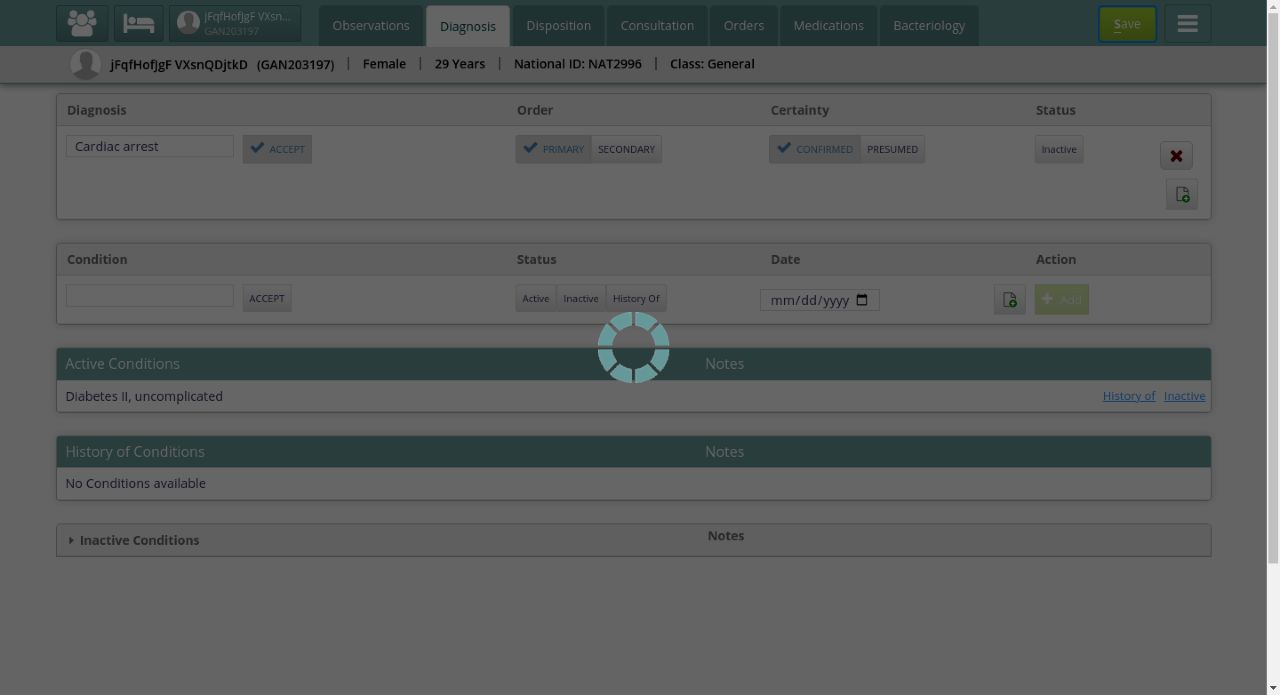 jFqfHofJgF VXsn...
GAN203197
Observations
Diagnosis
Disposition
Consultation
Orders
Medications
Bacteriology
Save
jFqfHofJgF VXsnQDjtkD (GAN203197) | Female | 29 Years | National ID: NAT2996 | Class: General
Diagnosis Order Certainty Status
Cardiac arrest ACCEPT PRIMARY SECONDARY CONFIRMED PRESUMED Inactive
Condition Status Date Action
ACCEPT Active Inactive History Of mm/dd/yyyy Add
Active Conditions Notes
Diabetes II, uncomplicated History of Inactive
History of Conditions Notes
No Conditions available
Inactive Conditions Notes